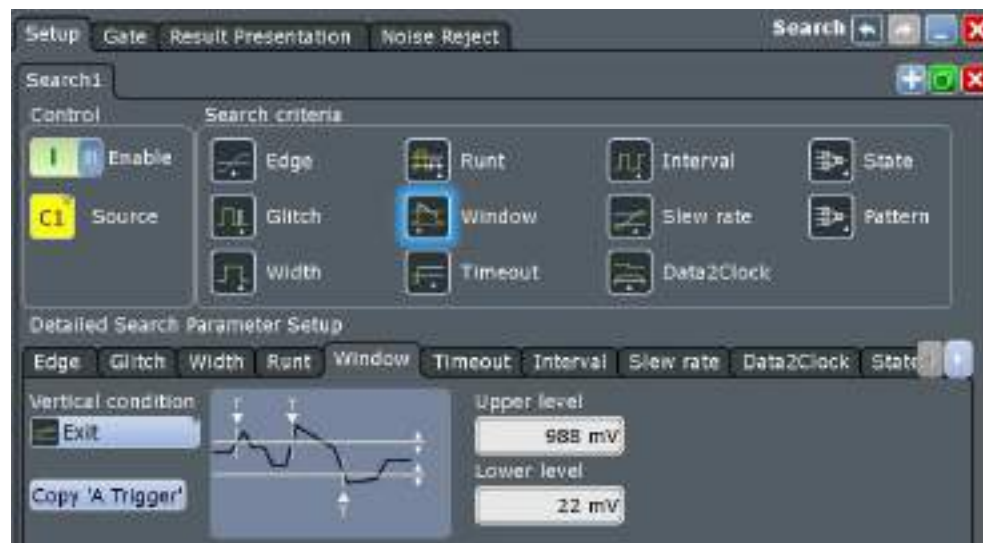 Setup Gate Result Presentation Noise Reject Search
Search1
Control Search criteria
Enable Edge Runt Interval State
C1 Source Glitch Window Slew rate Pattern
Width Timeout Data2Clock
Detailed Search Parameter Setup
Edge Glitch Width Runt Window Timeout Interval Slew rate Data2Clock State
Vertical condition T T Upper level
Exit 988 mV
Lower level
Copy 'A Trigger' 22 mV